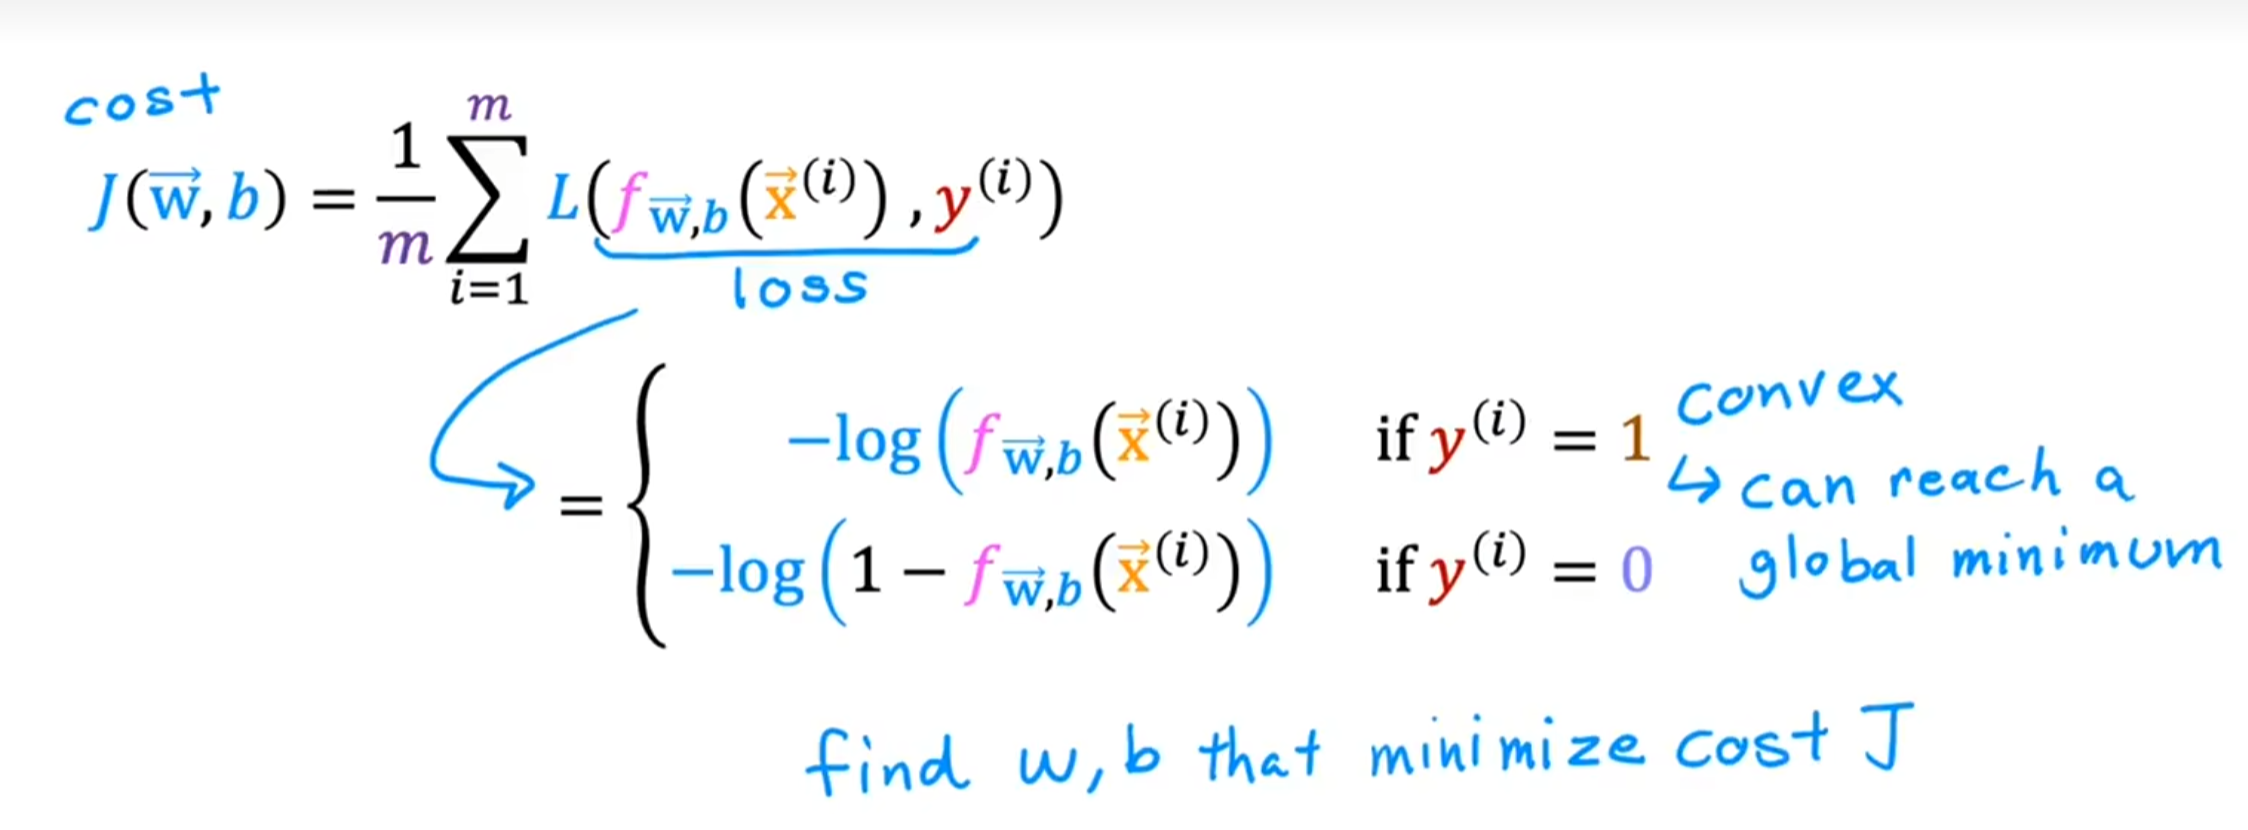 cost
J(w⃗, b) = 1/m ∑_{i=1}^{m} L(f_{w⃗,b}(x⃗^{(i)}), y^{(i)})
loss
= { −log(f_{w⃗,b}(x⃗^{(i)})) if y^{(i)} = 1
−log(1 − f_{w⃗,b}(x⃗^{(i)})) if y^{(i)} = 0
convex
↳ can reach a
global minimum
find w, b that minimize cost J